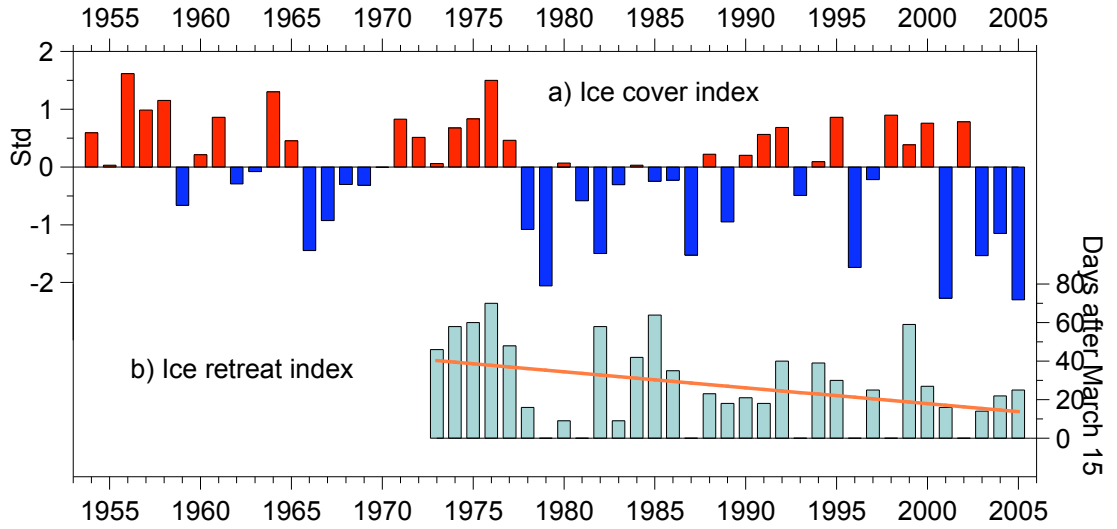 1955 1960 1965 1970 1975 1980 1985 1990 1995 2000 2005
2
1
0
-1
-2
Std
a) Ice cover index
b) Ice retreat index
80
60
40
20
0
Days after March 15
1955 1960 1965 1970 1975 1980 1985 1990 1995 2000 2005